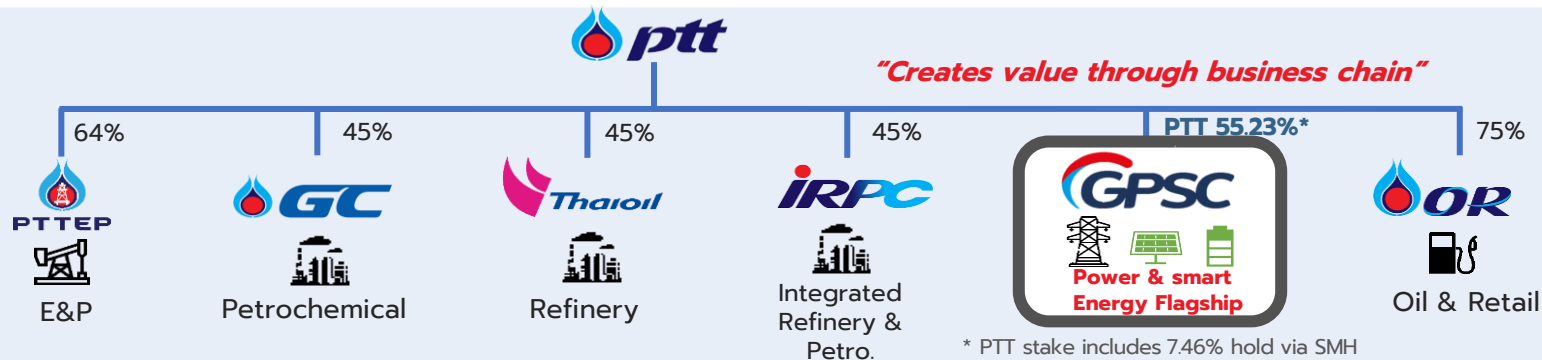 ptt
"Creates value through business chain"
64%
45%
45%
45%
PTT 55.23%*
75%
PTTEP
GC
Thaioil
IRPC
GPSC
OR
E&P
Petrochemical
Refinery
Integrated
Refinery &
Petro.
Power & smart
Energy Flagship
Oil & Retail
* PTT stake includes 7.46% hold via SMH